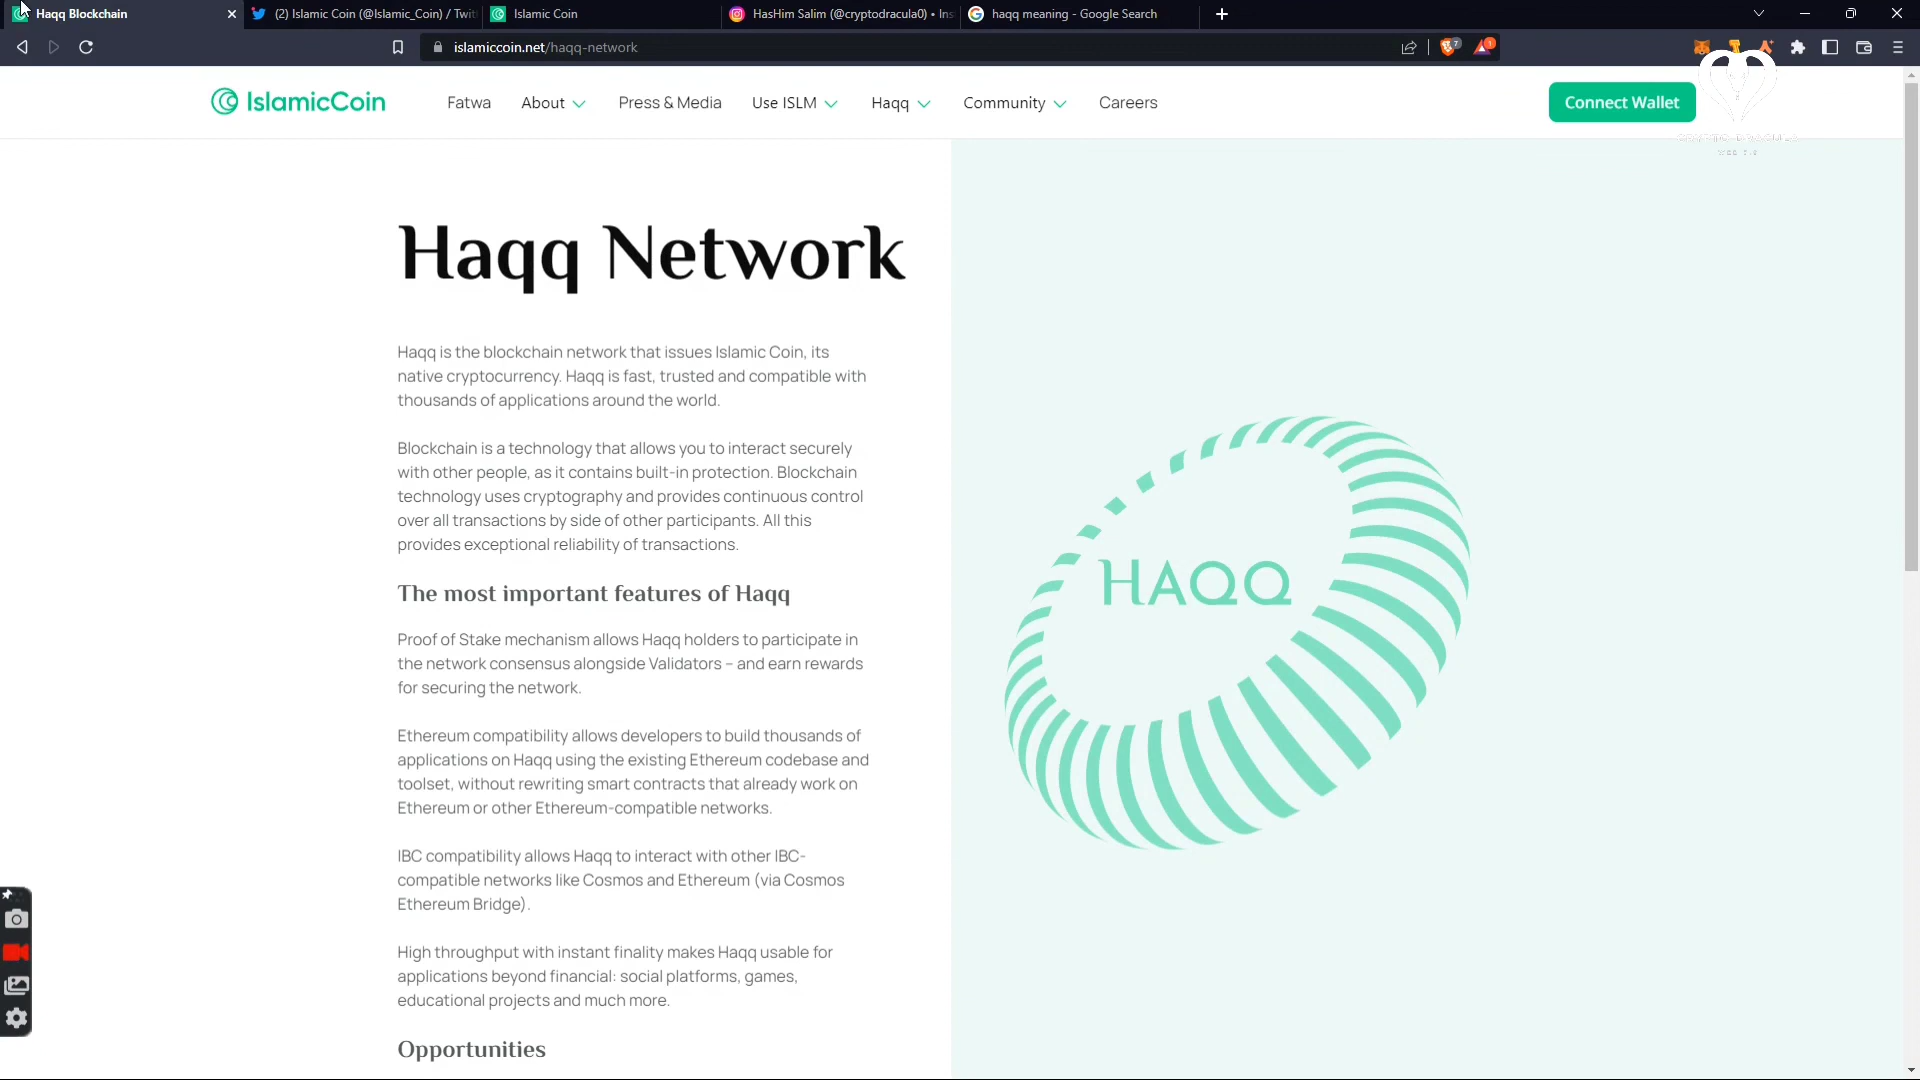 Haqq Blockchain
(2) Islamic Coin (@Islamic_Coin) / Twit
Islamic Coin
HasHim Salim (@cryptodracula0) • Ins
haqq meaning - Google Search
islamiccoin.net/haqq-network
7
1
IslamicCoin
Fatwa
About
Press & Media
Use ISLM
Haqq
Community
Careers
Connect Wallet
Haqq Network
Haqq is the blockchain network that issues Islamic Coin, its
native cryptocurrency. Haqq is fast, trusted and compatible with
thousands of applications around the world.
Blockchain is a technology that allows you to interact securely
with other people, as it contains built-in protection. Blockchain
technology uses cryptography and provides continuous control
over all transactions by side of other participants. All this
provides exceptional reliability of transactions.
The most important features of Haqq
Proof of Stake mechanism allows Haqq holders to participate in
the network consensus alongside Validators – and earn rewards
for securing the network.
Ethereum compatibility allows developers to build thousands of
applications on Haqq using the existing Ethereum codebase and
toolset, without rewriting smart contracts that already work on
Ethereum or other Ethereum-compatible networks.
IBC compatibility allows Haqq to interact with other IBC-
compatible networks like Cosmos and Ethereum (via Cosmos
Ethereum Bridge).
High throughput with instant finality makes Haqq usable for
applications beyond financial: social platforms, games,
educational projects and much more.
Opportunities
HAQQ